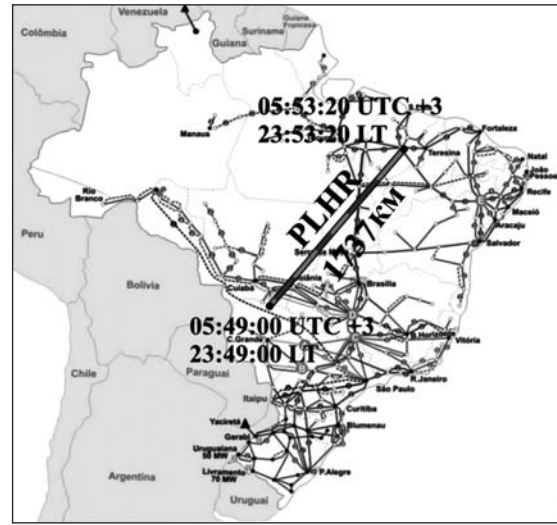 Venezuela
Guiana
Francesa
Suriname
Guiana
Colômbia
05:53:20 UTC +3
23:53:20 LT
Manaus
Fortaleza
Teresina
Natal
João
Pessoa
Recife
Maceió
Aracaju
Salvador
PLHR
1737км
Rio
Branco
Peru
Bolívia
Cuiabá
Brasília
05:49:00 UTC +3
23:49:00 LT
C.Grande
B.Horizonte
Vitória
R.Janeiro
São Paulo
Chile
Paraguai
Itaipu
Curitiba
Blumenau
Yaciretá
Garabi
Uruguaiana
50 MW
Livramento
70 MW
P.Alegre
Argentina
Uruguai